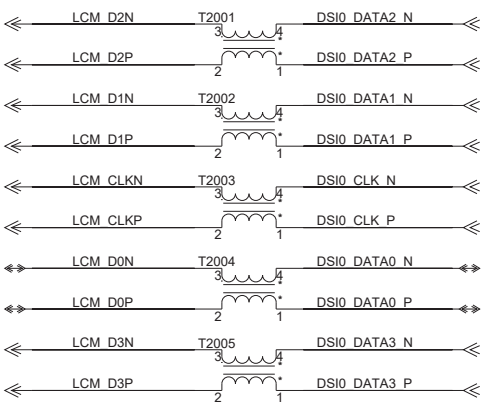 LCM_D2N T2001 DSI0_DATA2_N
3 4
LCM_D2P DSI0_DATA2_P
2 1
LCM_D1N T2002 DSI0_DATA1_N
3 4
LCM_D1P DSI0_DATA1_P
2 1
LCM_CLKN T2003 DSI0_CLK_N
3 4
LCM_CLKP DSI0_CLK_P
2 1
LCM_D0N T2004 DSI0_DATA0_N
3 4
LCM_D0P DSI0_DATA0_P
2 1
LCM_D3N T2005 DSI0_DATA3_N
3 4
LCM_D3P DSI0_DATA3_P
2 1